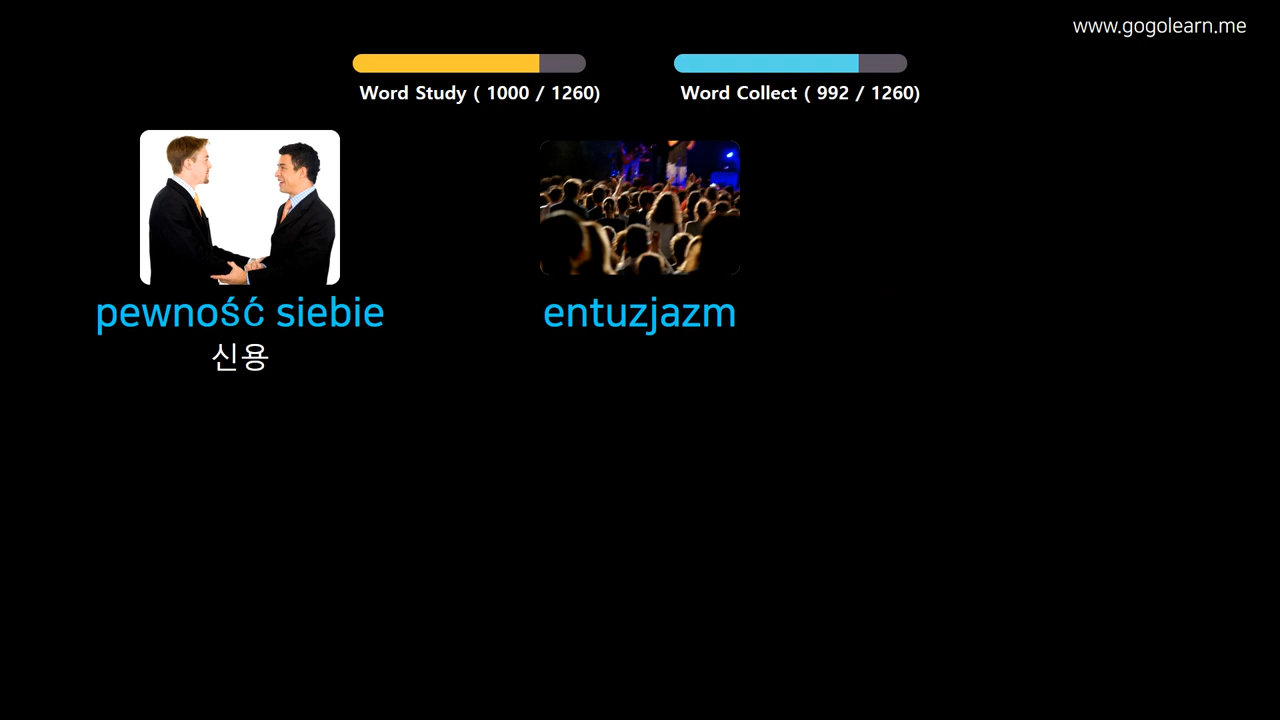 www.gogolearn.me
Word Study ( 1000 / 1260)
Word Collect ( 992 / 1260)
pewność siebie
신용
entuzjazm